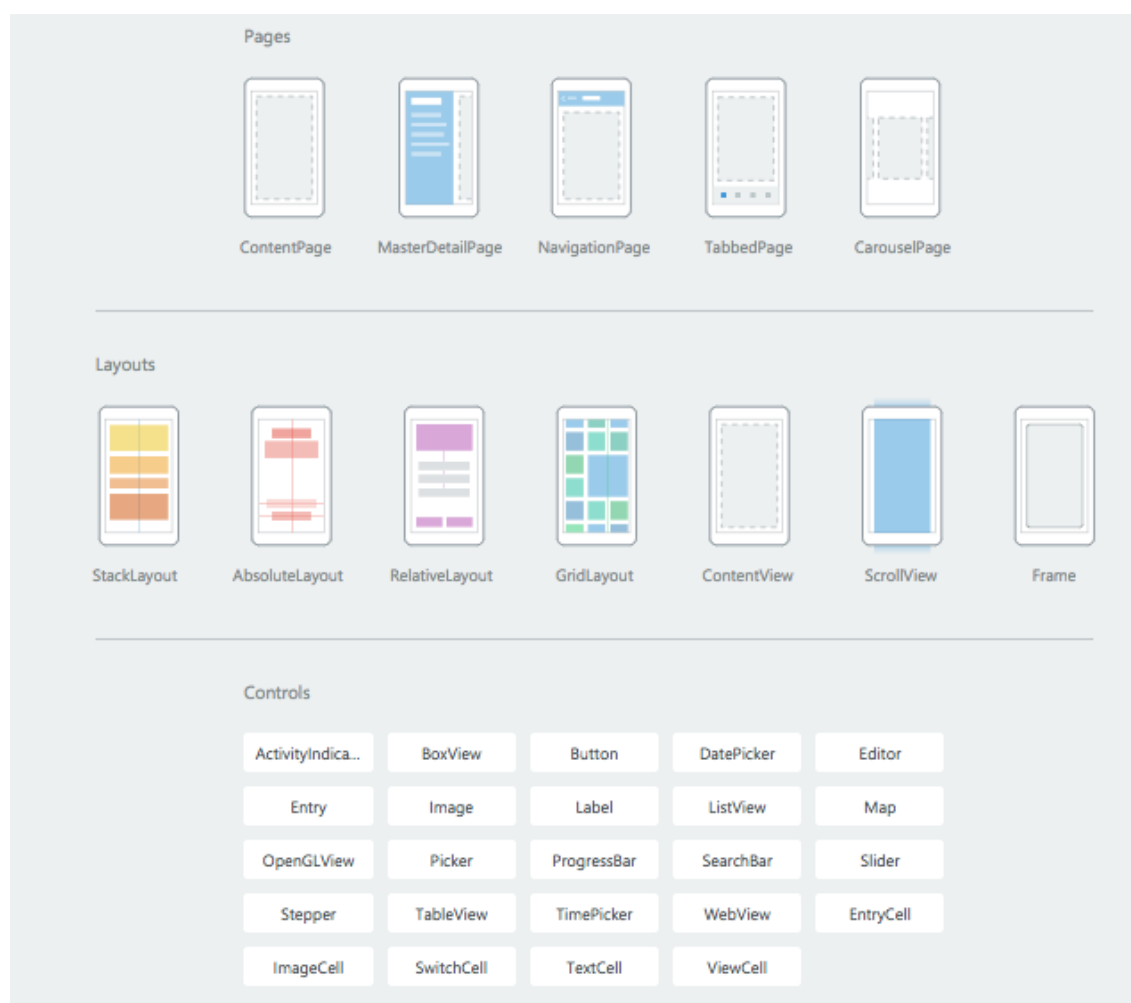 Pages
ContentPage MasterDetailPage NavigationPage TabbedPage CarouselPage
Layouts
StackLayout AbsoluteLayout RelativeLayout GridLayout ContentView ScrollView Frame
Controls
ActivityIndica... BoxView Button DatePicker Editor
Entry Image Label ListView Map
OpenGLView Picker ProgressBar SearchBar Slider
Stepper TableView TimePicker WebView EntryCell
ImageCell SwitchCell TextCell ViewCell